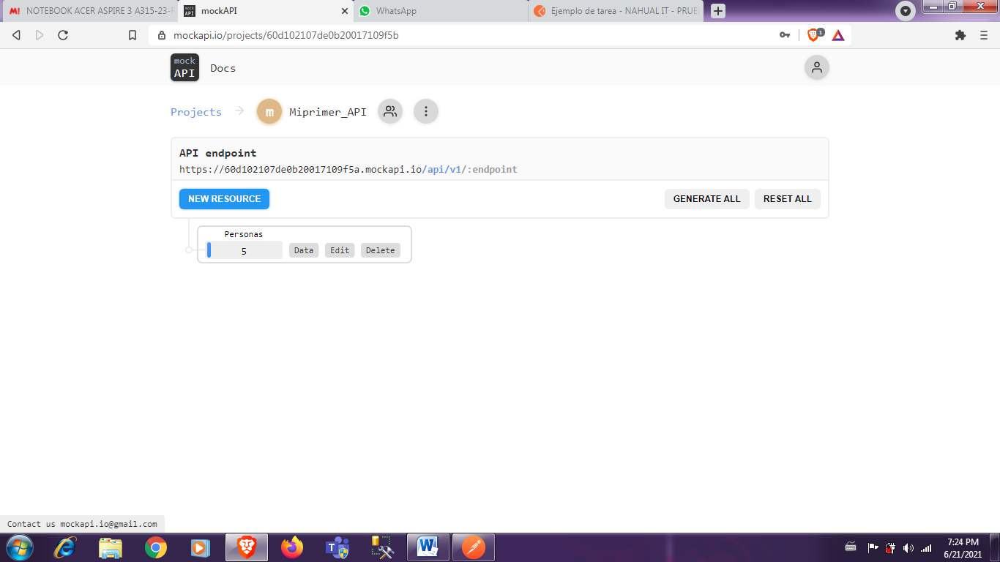 NOTEBOOK ACER ASPIRE 3 A315-23-
mockAPI
WhatsApp
Ejemplo de tarea - NAHUAL IT - PRUE
mockapi.io/projects/60d102107de0b20017109f5b
1
mock
API
Docs
Projects
m
Miprimer_API
API endpoint
https://60d102107de0b20017109f5a.mockapi.io/api/v1/:endpoint
NEW RESOURCE
GENERATE ALL
RESET ALL
Personas
5
Data
Edit
Delete
Contact us mockapi.io@gmail.com
7:24 PM
6/21/2021